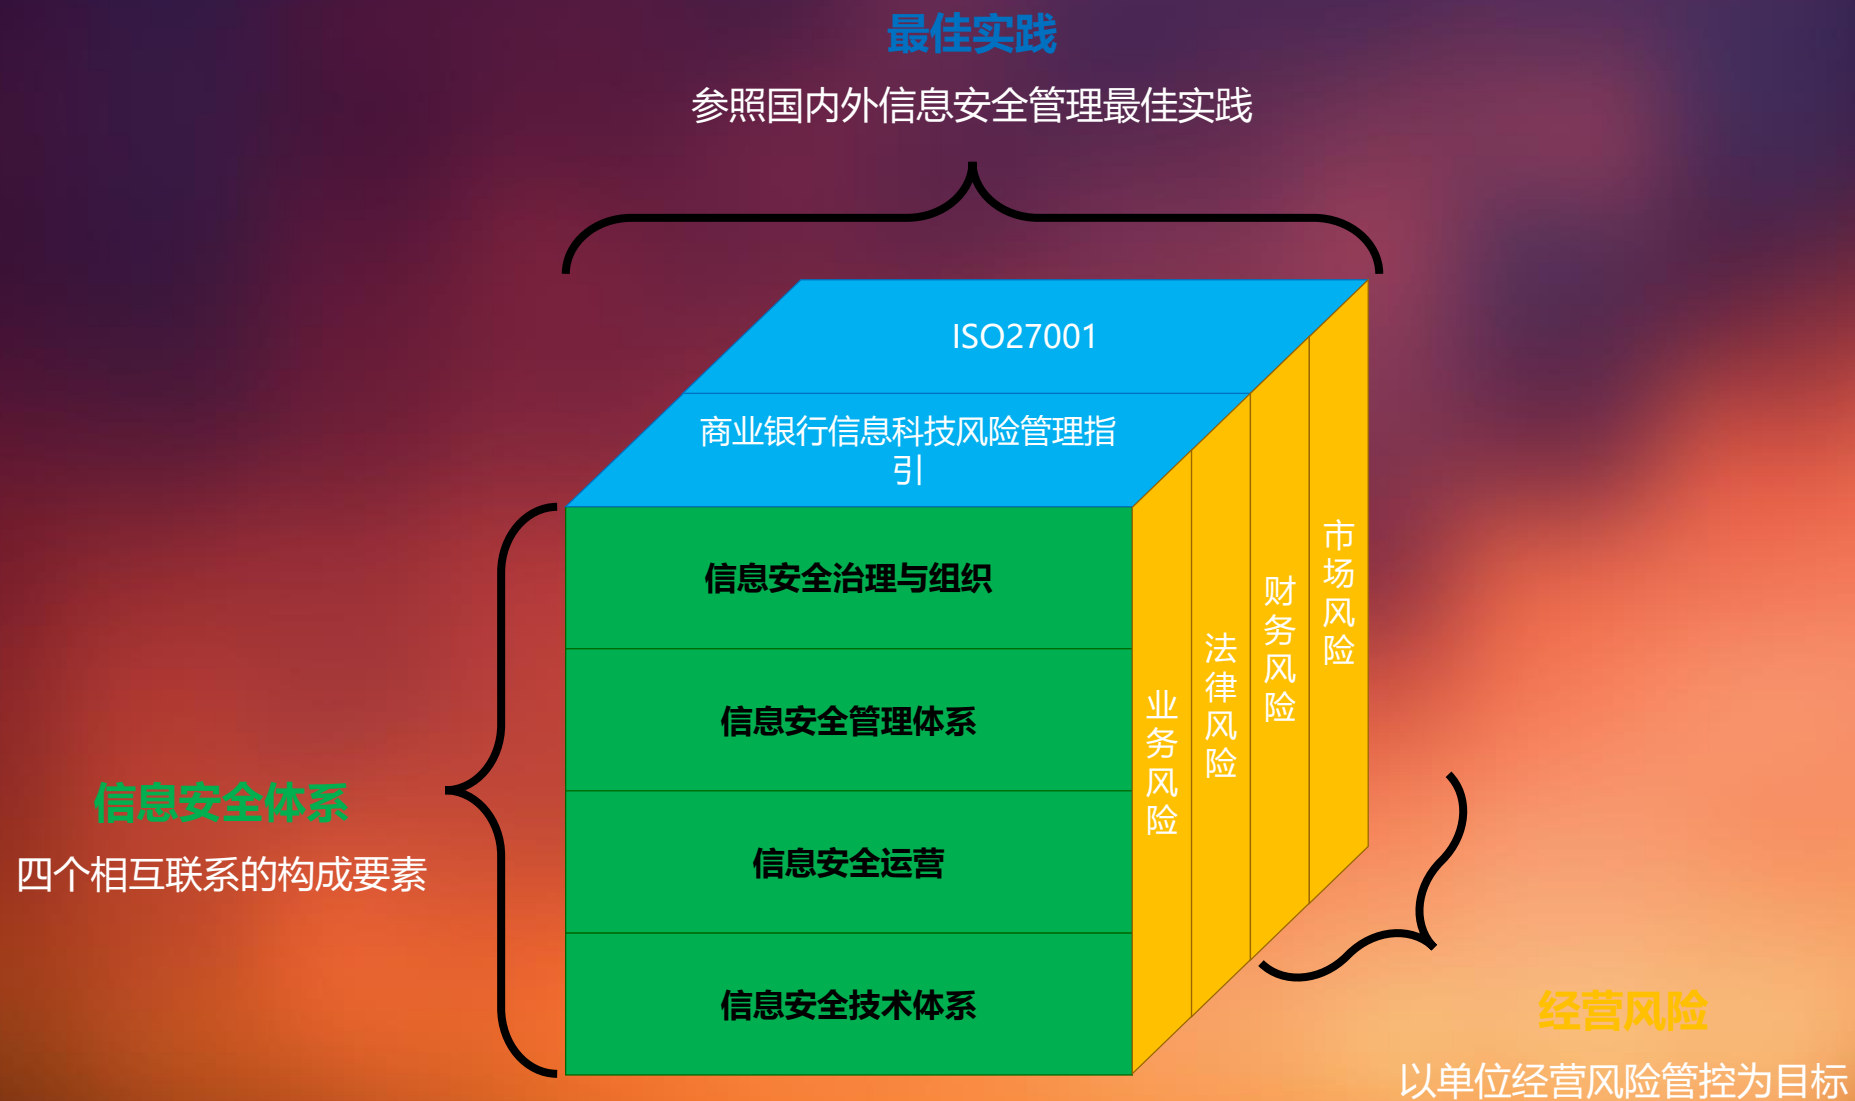 最佳实践
参照国内外信息安全管理最佳实践
ISO27001
商业银行信息科技风险管理指
引
信息安全治理与组织
信息安全管理体系
信息安全运营
信息安全技术体系
业务风险
法律风险
财务风险
市场风险
信息安全体系
四个相互联系的构成要素
经营风险
以单位经营风险管控为目标